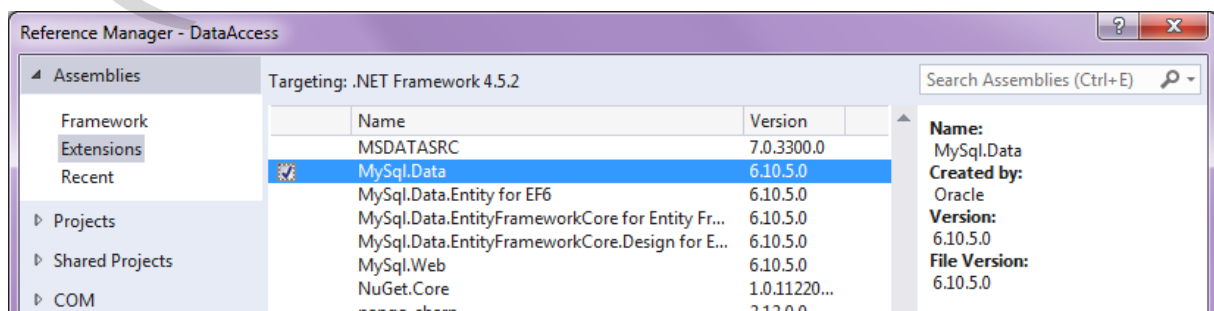 Reference Manager - DataAccess
Assemblies
Targeting: .NET Framework 4.5.2
Search Assemblies (Ctrl+E)
Framework
Extensions
Recent
Projects
Shared Projects
COM
Name Version
MSDATASRC 7.0.3300.0
MySql.Data 6.10.5.0
MySql.Data.Entity for EF6 6.10.5.0
MySql.Data.EntityFrameworkCore for Entity Fr... 6.10.5.0
MySql.Data.EntityFrameworkCore.Design for E... 6.10.5.0
MySql.Web 6.10.5.0
NuGet.Core 1.0.11220...
Name:
MySql.Data
Created by:
Oracle
Version:
6.10.5.0
File Version:
6.10.5.0